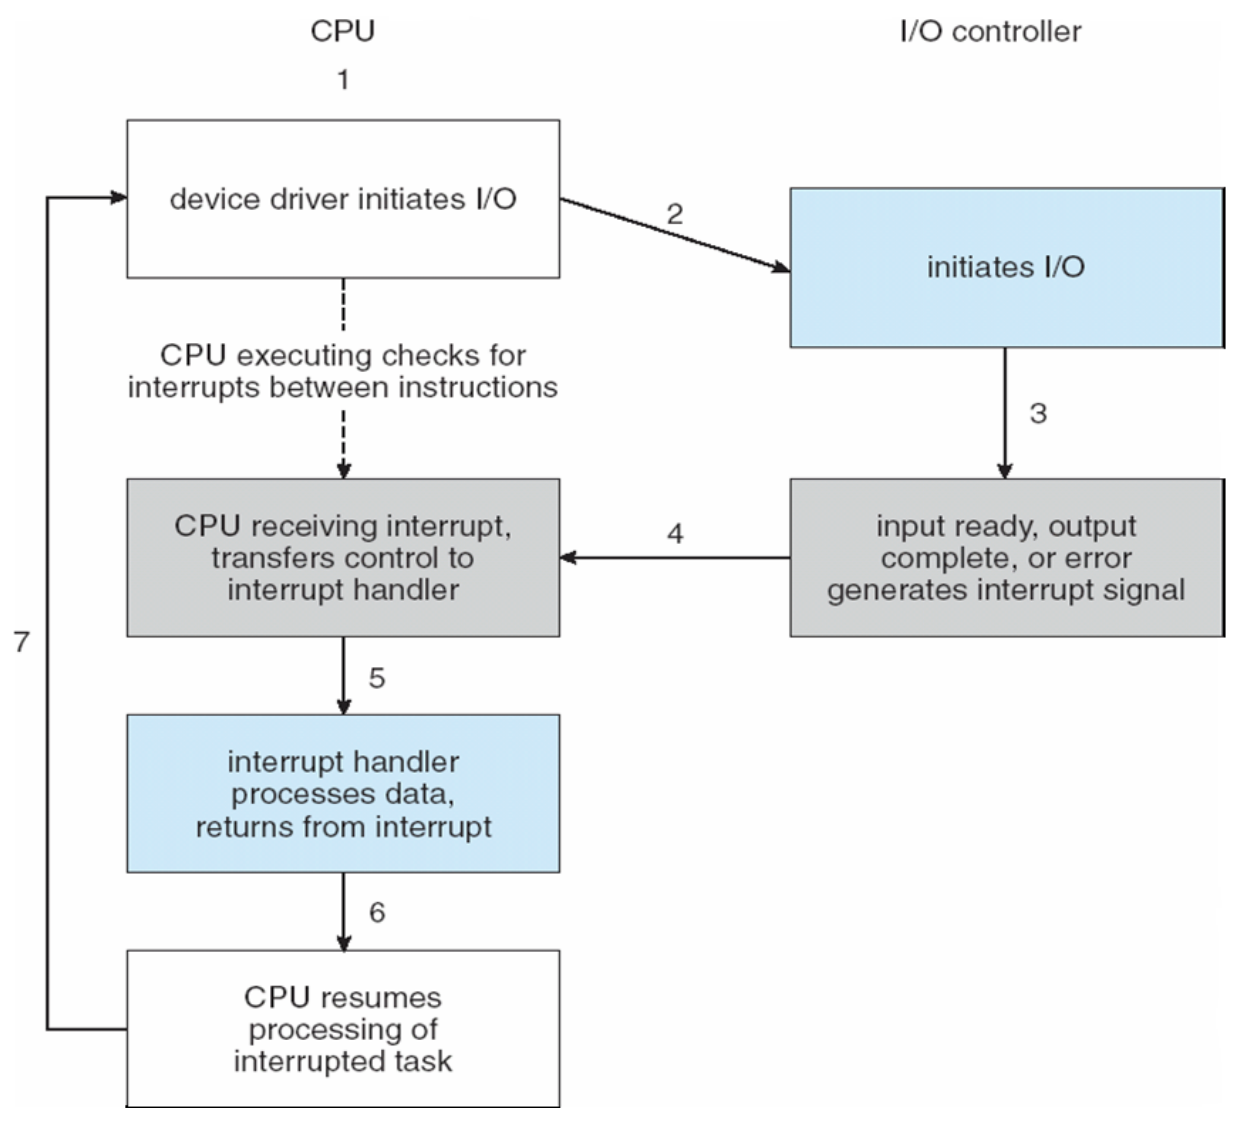 CPU
I/O controller
1
device driver initiates I/O
2
initiates I/O
CPU executing checks for
interrupts between instructions
3
CPU receiving interrupt,
transfers control to
interrupt handler
4
input ready, output
complete, or error
generates interrupt signal
7
5
interrupt handler
processes data,
returns from interrupt
6
CPU resumes
processing of
interrupted task